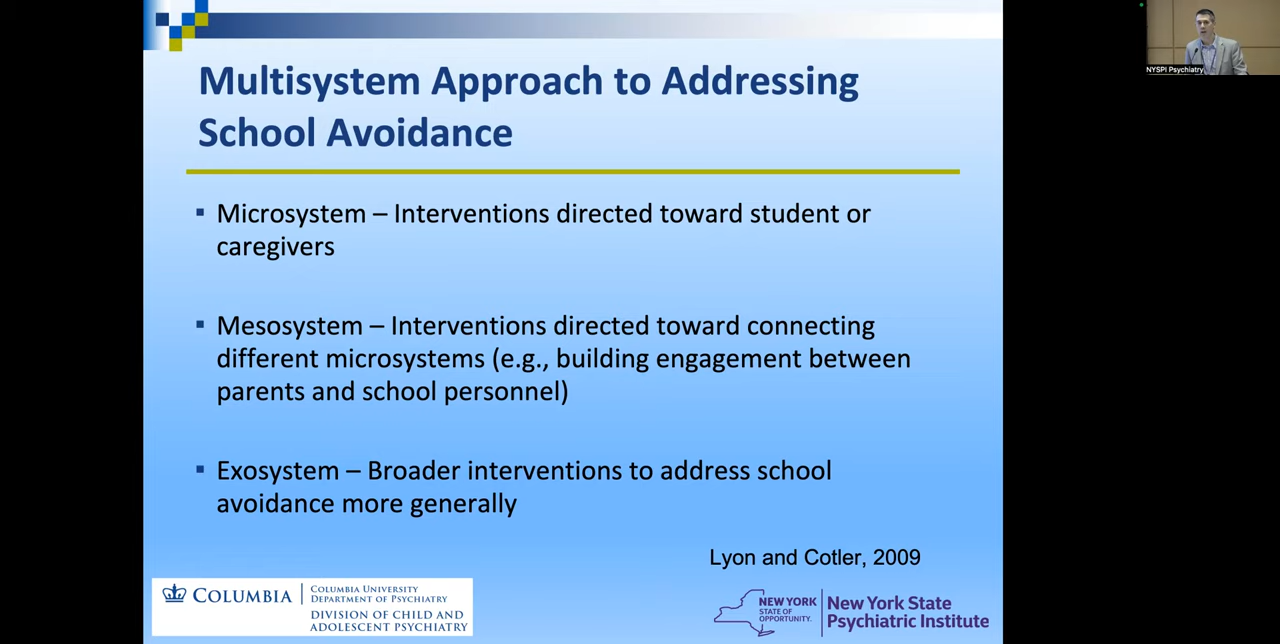 Multisystem Approach to Addressing
School Avoidance
▪ Microsystem – Interventions directed toward student or
caregivers
▪ Mesosystem – Interventions directed toward connecting
different microsystems (e.g., building engagement between
parents and school personnel)
▪ Exosystem – Broader interventions to address school
avoidance more generally
Lyon and Cotler, 2009
COLUMBIA
COLUMBIA UNIVERSITY
DEPARTMENT OF PSYCHIATRY
DIVISION OF CHILD AND
ADOLESCENT PSYCHIATRY
NEW YORK
STATE OF
OPPORTUNITY.
New York State
Psychiatric Institute
NYSPI Psychiatry